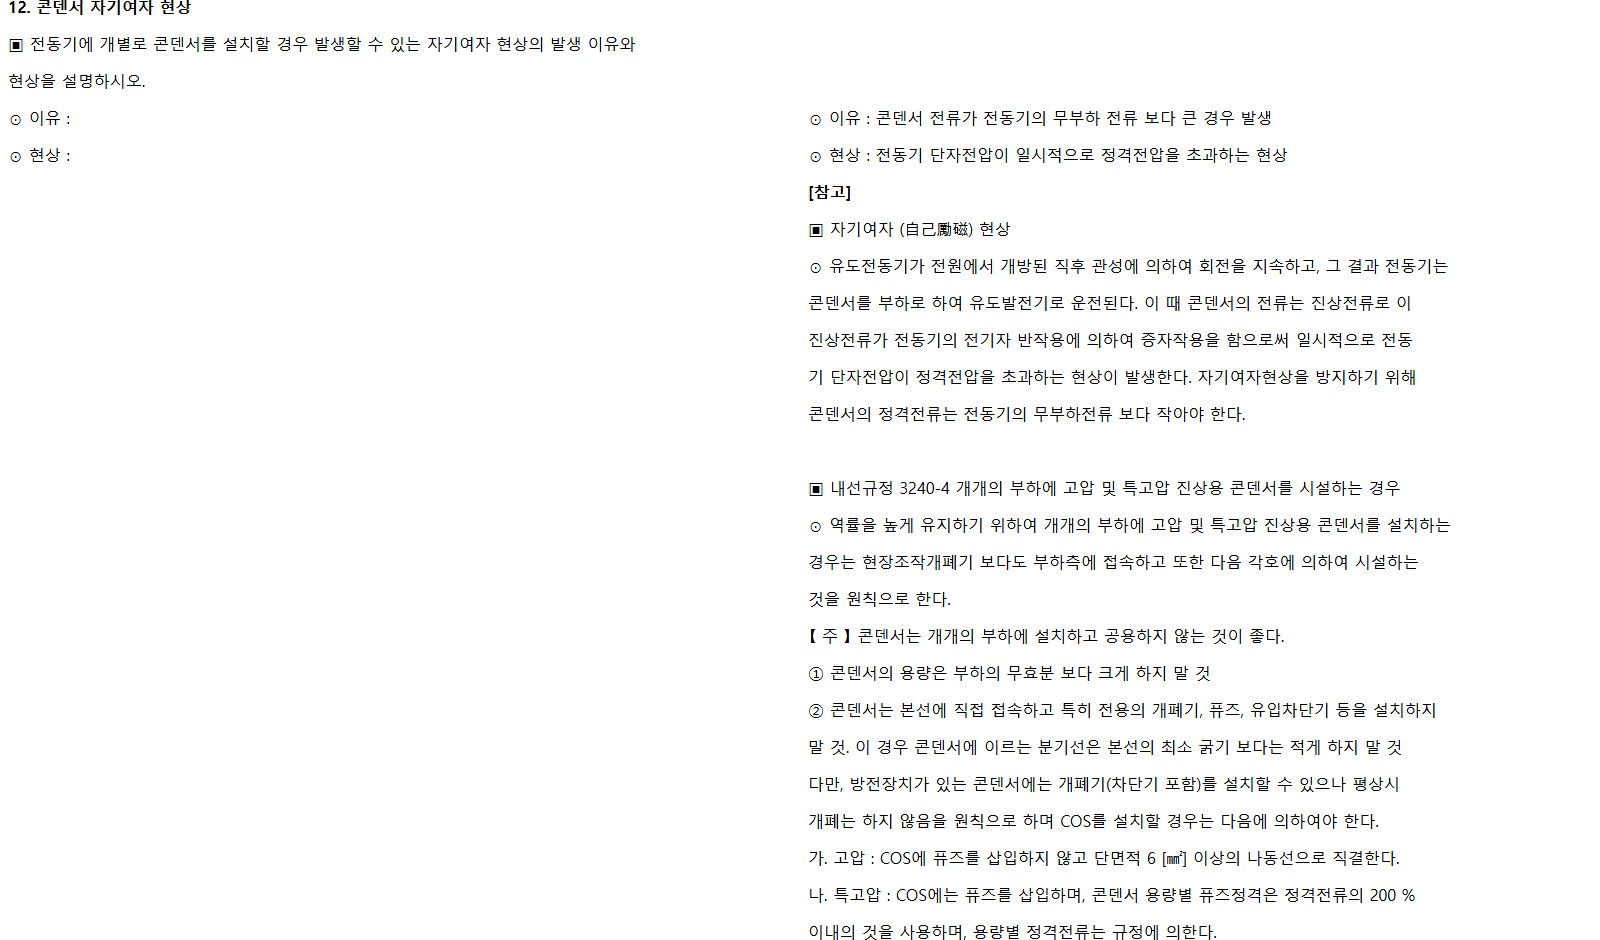 12. 콘덴서 자기여자 현상
▣ 전동기에 개별로 콘덴서를 설치할 경우 발생할 수 있는 자기여자 현상의 발생 이유와
현상을 설명하시오.
⊙ 이유 :
⊙ 현상 :
⊙ 이유 : 콘덴서 전류가 전동기의 무부하 전류 보다 큰 경우 발생
⊙ 현상 : 전동기 단자전압이 일시적으로 정격전압을 초과하는 현상
[참고]
▣ 자기여자 (自己勵磁) 현상
⊙ 유도전동기가 전원에서 개방된 직후 관성에 의하여 회전을 지속하고, 그 결과 전동기는
콘덴서를 부하로 하여 유도발전기로 운전된다. 이 때 콘덴서의 전류는 진상전류로 이
진상전류가 전동기의 전기자 반작용에 의하여 증자작용을 함으로써 일시적으로 전동
기 단자전압이 정격전압을 초과하는 현상이 발생한다. 자기여자현상을 방지하기 위해
콘덴서의 정격전류는 전동기의 무부하전류 보다 작아야 한다.
▣ 내선규정 3240-4 개개의 부하에 고압 및 특고압 진상용 콘덴서를 시설하는 경우
⊙ 역률을 높게 유지하기 위하여 개개의 부하에 고압 및 특고압 진상용 콘덴서를 설치하는
경우는 현장조작개폐기 보다도 부하측에 접속하고 또한 다음 각호에 의하여 시설하는
것을 원칙으로 한다.
【 주 】 콘덴서는 개개의 부하에 설치하고 공용하지 않는 것이 좋다.
① 콘덴서의 용량은 부하의 무효분 보다 크게 하지 말 것
② 콘덴서는 본선에 직접 접속하고 특히 전용의 개폐기, 퓨즈, 유입차단기 등을 설치하지
말 것. 이 경우 콘덴서에 이르는 분기선은 본선의 최소 굵기 보다는 적게 하지 말 것
다만, 방전장치가 있는 콘덴서에는 개폐기(차단기 포함)를 설치할 수 있으나 평상시
개폐는 하지 않음을 원칙으로 하며 COS를 설치할 경우는 다음에 의하여야 한다.
가. 고압 : COS에 퓨즈를 삽입하지 않고 단면적 6 [㎟] 이상의 나동선으로 직결한다.
나. 특고압 : COS에는 퓨즈를 삽입하며, 콘덴서 용량별 퓨즈정격은 정격전류의 200 %
이내의 것을 사용하며, 용량별 정격전류는 규정에 의한다.